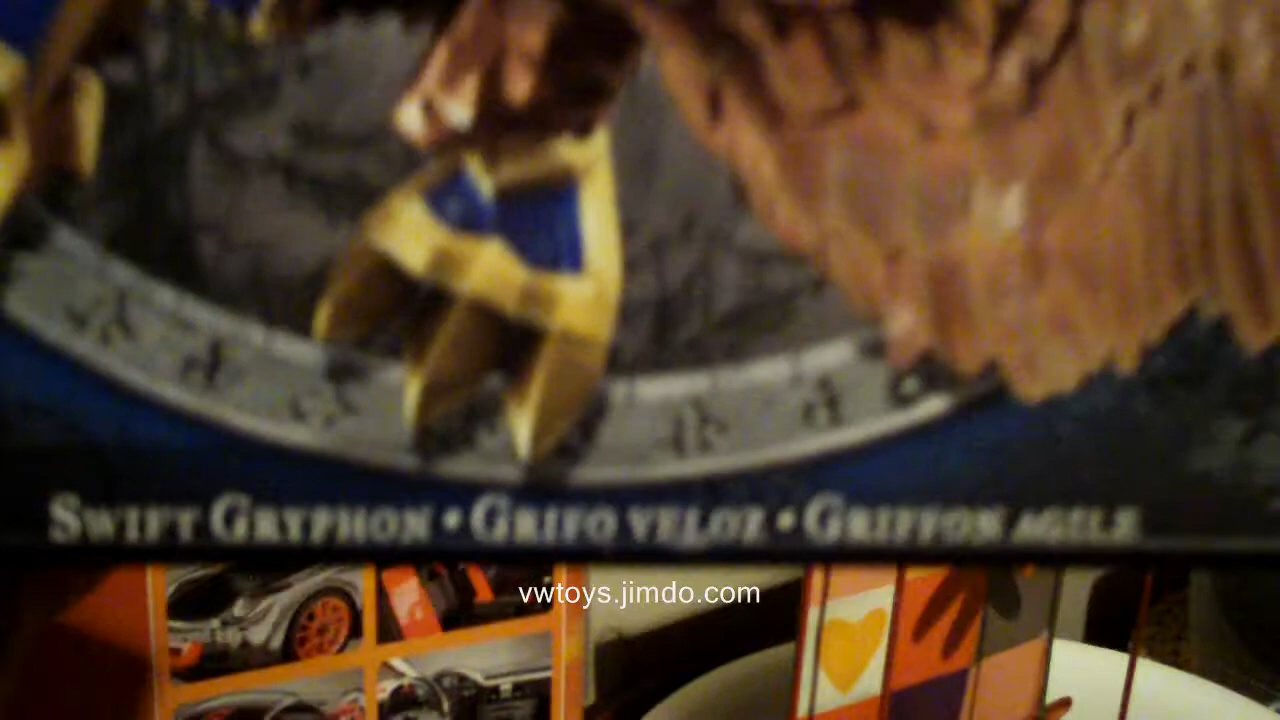 SWIFT GRYPHON • GRIFO VELOZ • GRIFFON AGILE
vwtoys.jimdo.com